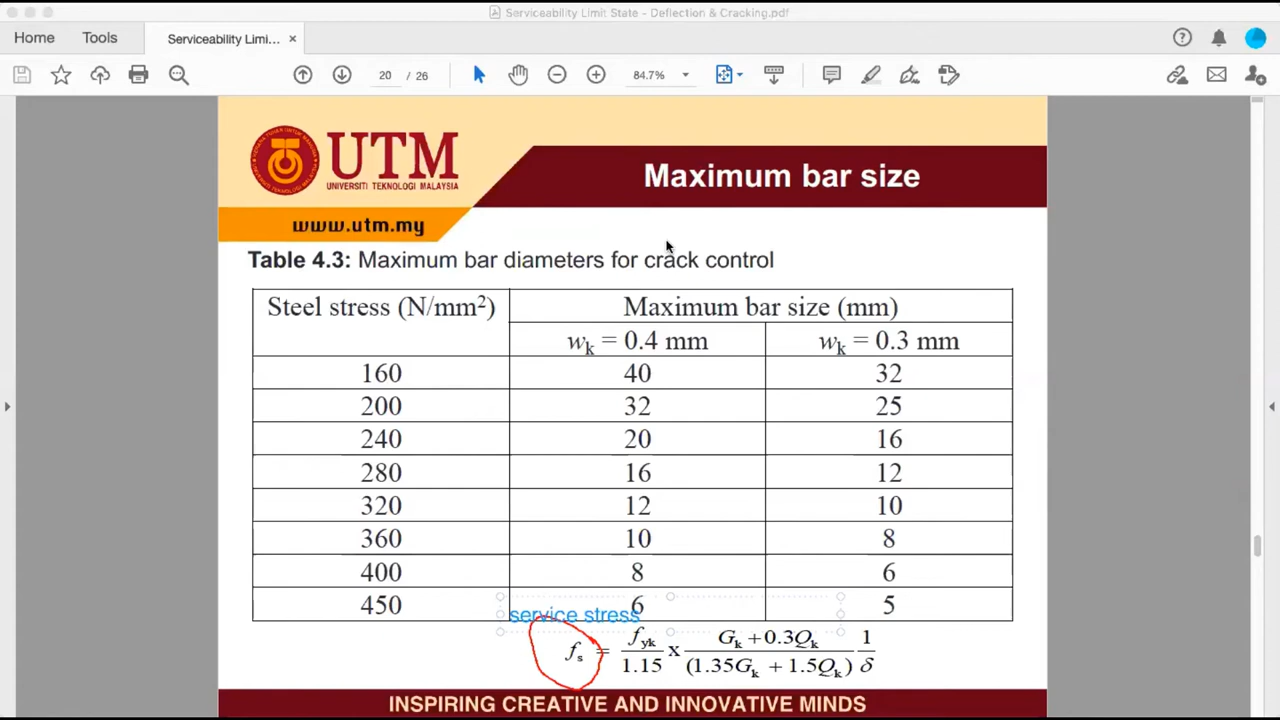 Serviceability Limit State - Deflection & Cracking.pdf
Home Tools Serviceability Limi... ×
20 / 26 84.7%
UTM
UNIVERSITI TEKNOLOGI MALAYSIA
Maximum bar size
www.utm.my
Table 4.3: Maximum bar diameters for crack control
Steel stress (N/mm²) Maximum bar size (mm)
wk = 0.4 mm wk = 0.3 mm
160 40 32
200 32 25
240 20 16
280 16 12
320 12 10
360 10 8
400 8 6
450 6 5
service stress
fs = fyk/1.15 x Gk + 0.3Qk/(1.35Gk + 1.5Qk) 1/δ
INSPIRING CREATIVE AND INNOVATIVE MINDS